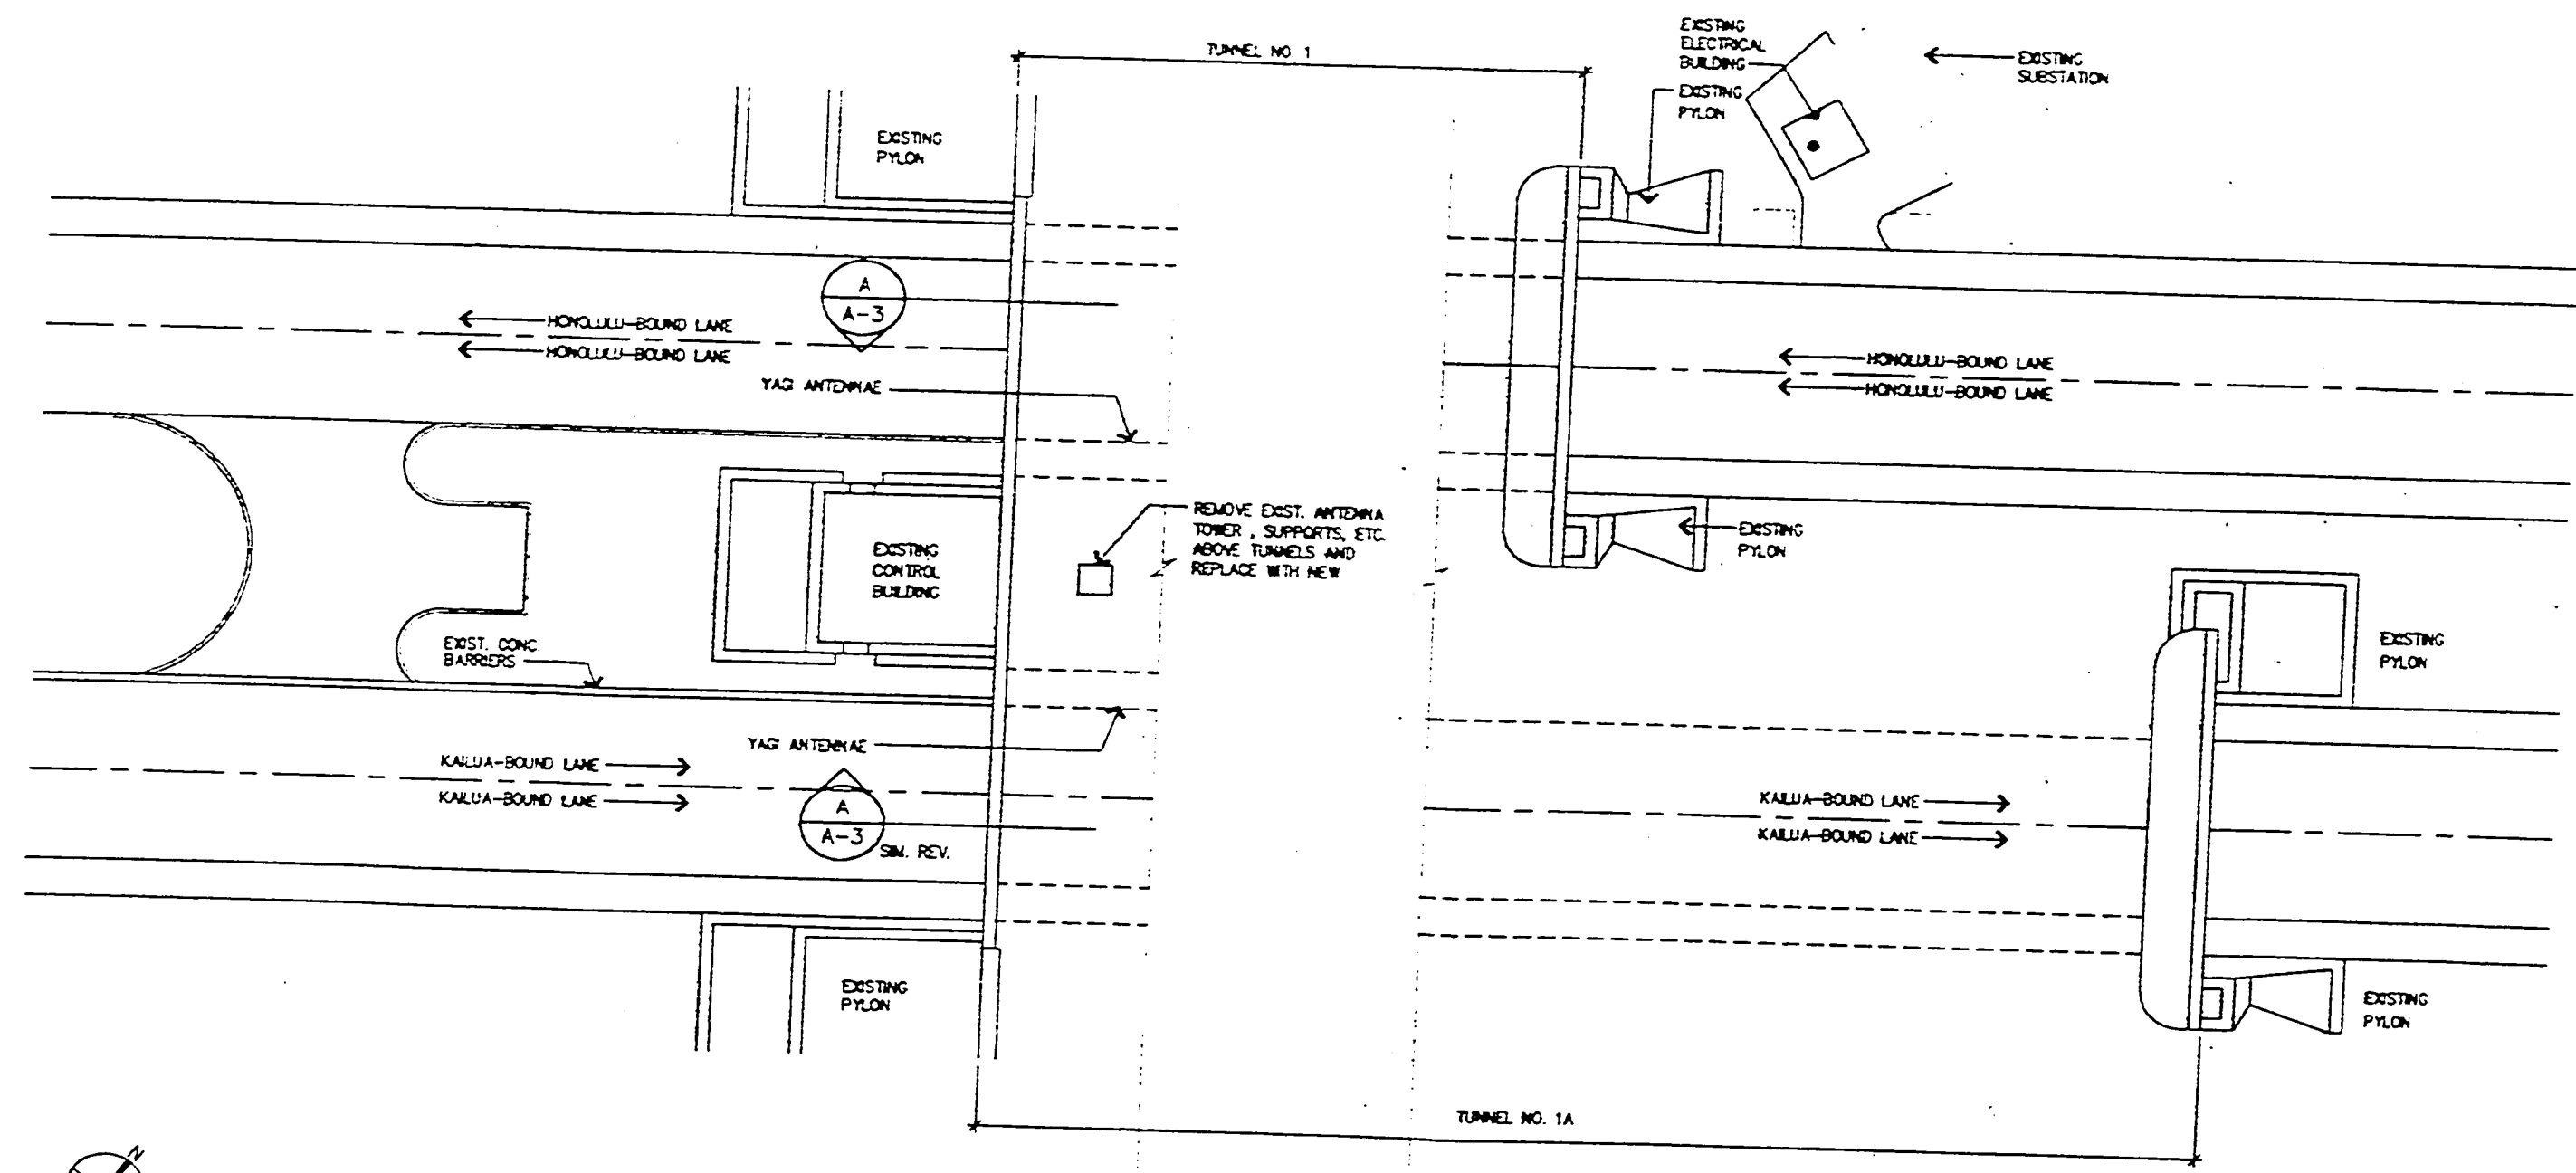 TUNNEL NO. 1
EXISTING
ELECTRICAL
BUILDING
EXISTING
SUBSTATION
EXISTING
PYLON
EXISTING
PYLON
A
A-3
HONOLULU-BOUND LANE
HONOLULU-BOUND LANE
HONOLULU-BOUND LANE
HONOLULU-BOUND LANE
YAGI ANTENNAE
REMOVE EXIST. ANTENNA
TOWER , SUPPORTS, ETC.
ABOVE TUNNELS AND
REPLACE WITH NEW
EXISTING
PYLON
EXISTING
CONTROL
BUILDING
EXIST. CONC.
BARRIERS
EXISTING
PYLON
YAGI ANTENNAE
KAILUA-BOUND LANE
KAILUA-BOUND LANE
A
A-3
SIM. REV.
KAILUA-BOUND LANE
KAILUA-BOUND LANE
EXISTING
PYLON
EXISTING
PYLON
TUNNEL NO. 1A
N